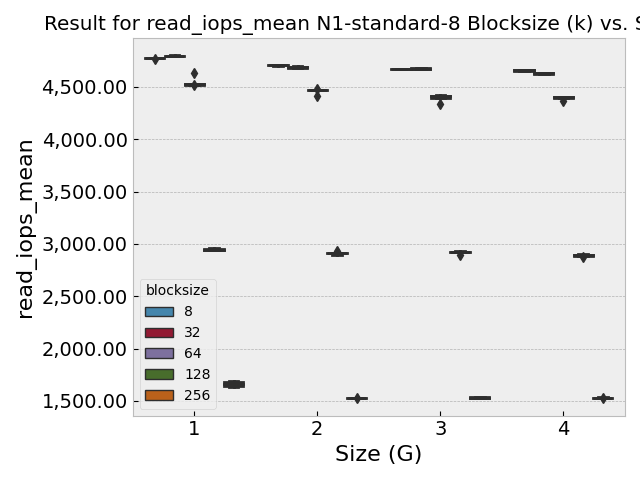 Result for read_iops_mean N1-standard-8 Blocksize (k) vs. S
4,500.00
4,000.00
3,500.00
3,000.00
2,500.00
2,000.00
1,500.00
read_iops_mean
blocksize
8
32
64
128
256
1 2 3 4
Size (G)